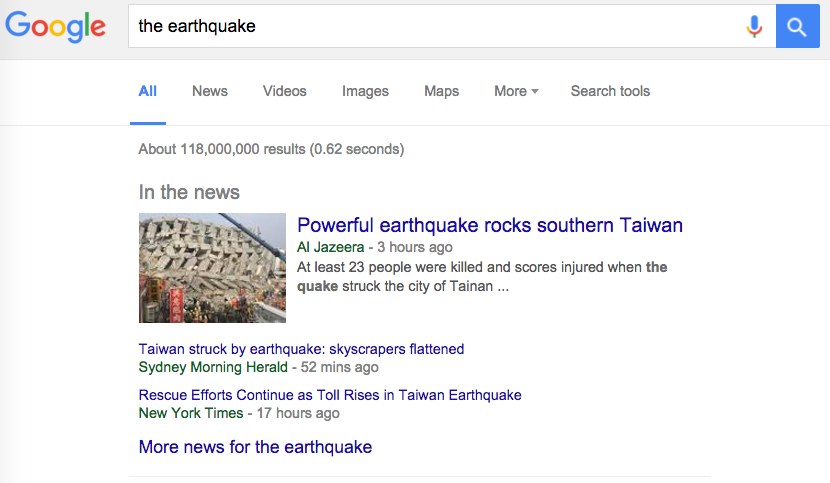 Google
the earthquake
All News Videos Images Maps More Search tools
About 118,000,000 results (0.62 seconds)
In the news
Powerful earthquake rocks southern Taiwan
Al Jazeera - 3 hours ago
At least 23 people were killed and scores injured when the
quake struck the city of Tainan ...
Taiwan struck by earthquake: skyscrapers flattened
Sydney Morning Herald - 52 mins ago
Rescue Efforts Continue as Toll Rises in Taiwan Earthquake
New York Times - 17 hours ago
More news for the earthquake